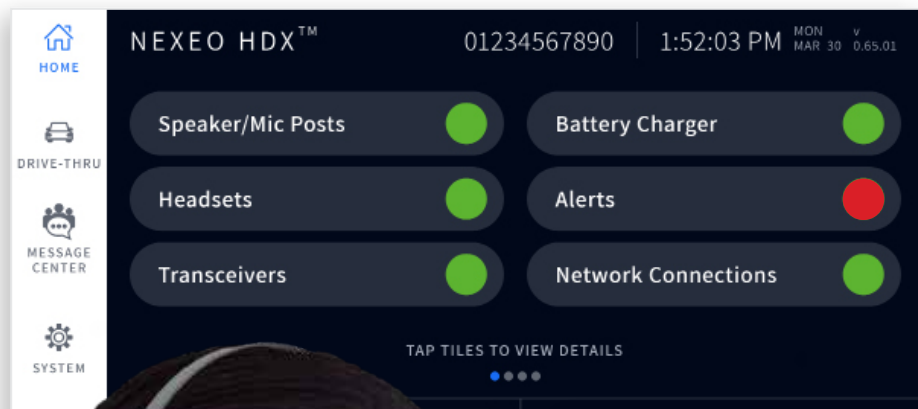 HOME
NEXEO HDX™
01234567890
1:52:03 PM
MON
MAR 30
v
0.65.01
DRIVE-THRU
MESSAGE
CENTER
SYSTEM
Speaker/Mic Posts
Battery Charger
Headsets
Alerts
Transceivers
Network Connections
TAP TILES TO VIEW DETAILS